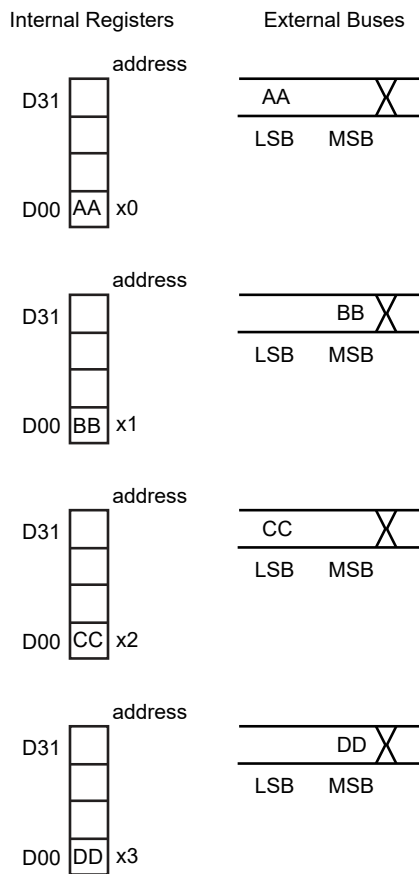 Internal Registers External Buses
address
D31 AA
LSB MSB
D00 AA x0
address
D31 BB
LSB MSB
D00 BB x1
address
D31 CC
LSB MSB
D00 CC x2
address
D31 DD
LSB MSB
D00 DD x3